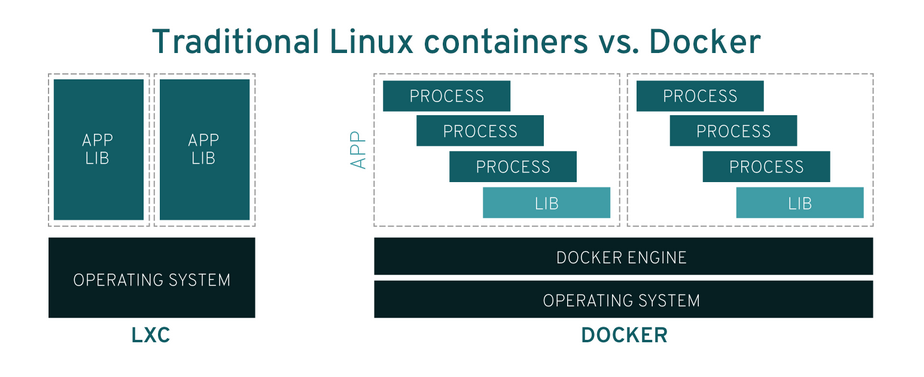 Traditional Linux containers vs. Docker
APP
LIB
APP
LIB
OPERATING SYSTEM
LXC
APP
PROCESS
PROCESS
PROCESS
LIB
PROCESS
PROCESS
PROCESS
LIB
DOCKER ENGINE
OPERATING SYSTEM
DOCKER